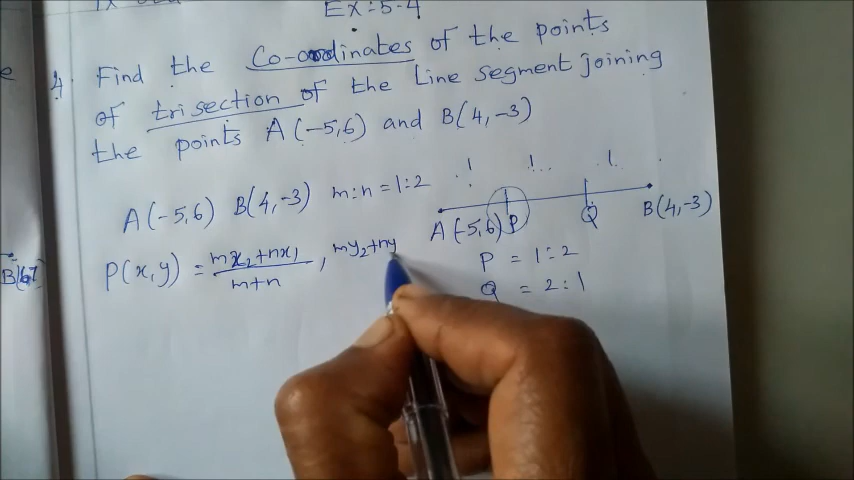 Ex:5-4
4. Find the Co-ordinates of the points
of trisection of the Line segment joining
the points A(-5,6) and B(4,-3)
A(-5,6) B(4,-3) m:n = 1:2
A(-5,6) P Q B(4,-3)
P(x,y) = mx₂+nx₁ / m+n , my₂+ny
P = 1:2
Q = 2:1